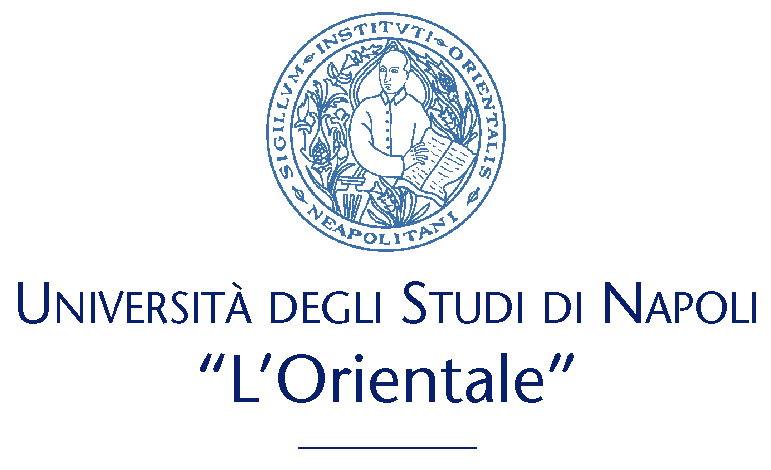 SIGILLVM INSTITVTI ORIENTALIS
NEAPOLITANI
UNIVERSITÀ DEGLI STUDI DI NAPOLI
“L’Orientale”